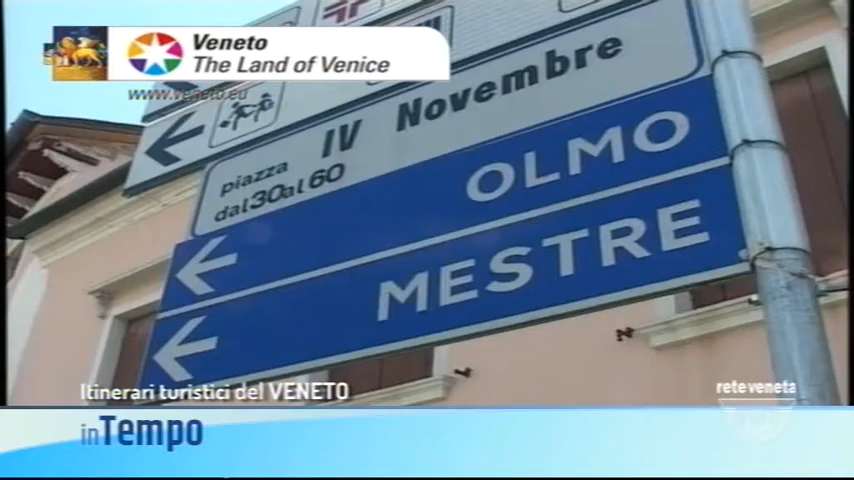 Veneto
The Land of Venice
www.veneto.eu
piazza IV Novembre
dal 30 al 60
OLMO
MESTRE
Itinerari turistici del VENETO
reteveneta
inTempo